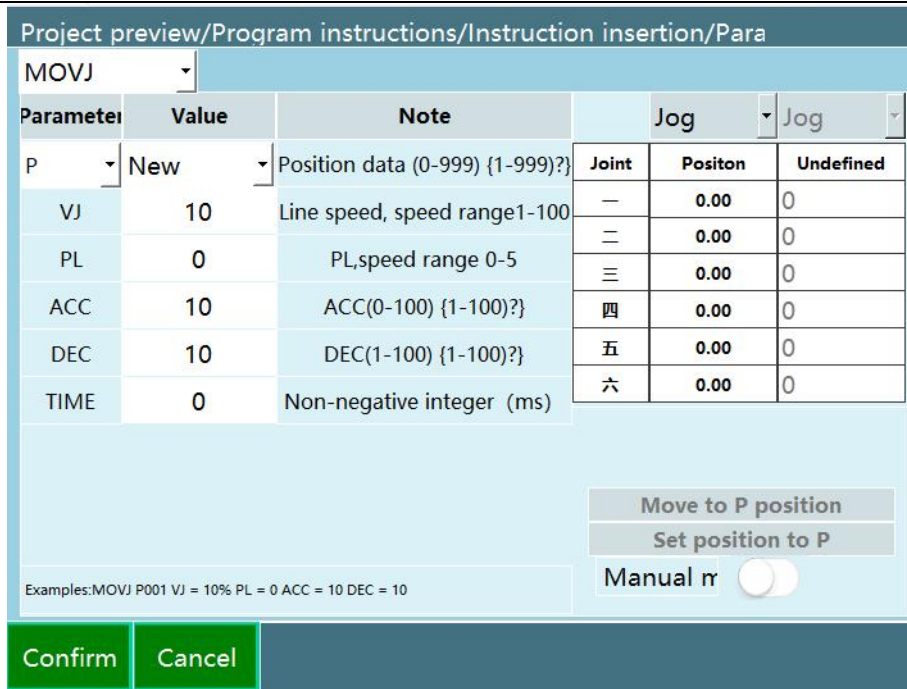 Project preview/Program instructions/Instruction insertion/Para
MOVJ
Parameter Value Note Jog Jog
P New Position data (0-999) {1-999)?} Joint Positon Undefined
VJ 10 Line speed, speed range1-100 一 0.00 0
二 0.00 0
PL 0 PL,speed range 0-5 三 0.00 0
ACC 10 ACC(0-100) {1-100)?} 四 0.00 0
DEC 10 DEC(1-100) {1-100)?} 五 0.00 0
TIME 0 Non-negative integer (ms) 六 0.00 0
Move to P position
Set position to P
Manual m
Examples:MOVJ P001 VJ = 10% PL = 0 ACC = 10 DEC = 10
Confirm Cancel